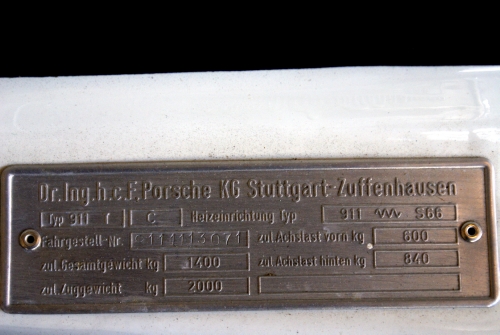 Dr.Ing.h.c.F.Porsche KG Stuttgart-Zuffenhausen
Typ 911 T C Heizeinrichtung Typ 911 S66
Fahrgestell-Nr. zul.Achslast vorn kg 600
zul.Gesamtgewicht kg 1400 zul.Achslast hinten kg 840
zul.Zuggewicht kg 2000